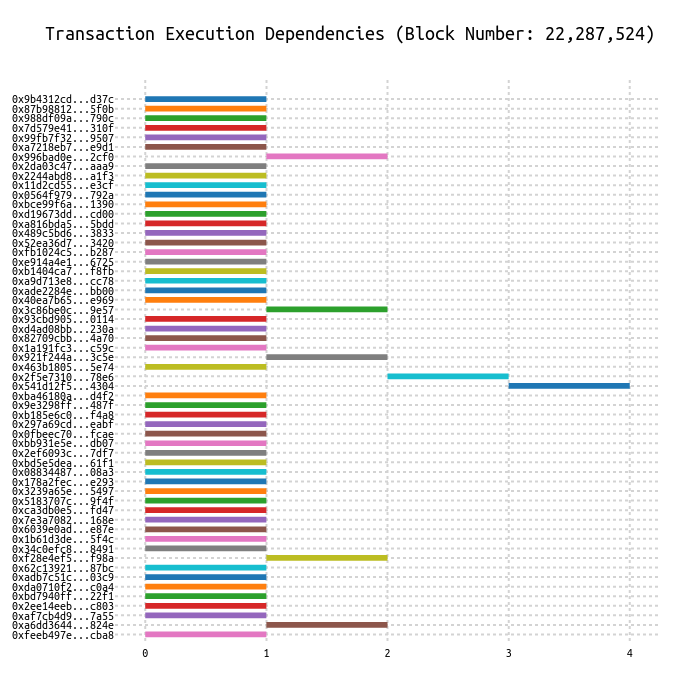 Transaction Execution Dependencies (Block Number: 22,287,524)
0x9b4312cd...d37c
0x87b98812...5f0b
0x988df09a...790c
0x7d579e41...310f
0x99fb7f32...9507
0xa7218eb7...e9d1
0x996bad0e...2cf0
0x2da03c47...aaa9
0x2244abd8...a1f3
0x11d2cd55...e3cf
0x0564f979...792a
0xbce99f6a...1390
0xd19673dd...cd00
0xa816bda5...5bdd
0x489c5bd6...3833
0x52ea36d7...3420
0xfb1024c5...b287
0xe914a4e1...6725
0xb1404ca7...f8fb
0xa9d713e8...cc78
0xade2284e...bb00
0x40ea7b65...e969
0x3c86be0c...9e57
0x93cbd905...0114
0xd4ad08bb...230a
0x82709cbb...4a70
0x1a191fc3...c59c
0x921f244a...3c5e
0x463b1805...5e74
0x2f5e7310...78e6
0x541d12f5...4304
0xba46180a...d4f2
0x9e3298ff...487f
0xb185e6c0...f4a8
0x297a69cd...eabf
0x0fbeec70...fcae
0xbb931e5e...db07
0x2ef6093c...7df7
0xbd5e5dea...61f1
0x08834487...08a3
0x178a2fec...e293
0x3239a65e...5497
0x5183707c...9f4f
0xca3db0e5...fd47
0x7e3a7082...168e
0x6039e0ad...e87e
0x1b61d3de...5f4c
0x34c0efc8...8491
0xf28e4ef5...f98a
0x62c13921...87bc
0xadb7c51c...03c9
0xda0710f2...c0a4
0xbd7940ff...22f1
0x2ee14eeb...c803
0xaf7cb4d9...7a55
0xa6dd3644...824e
0xfeeb497e...cba8
0 1 2 3 4